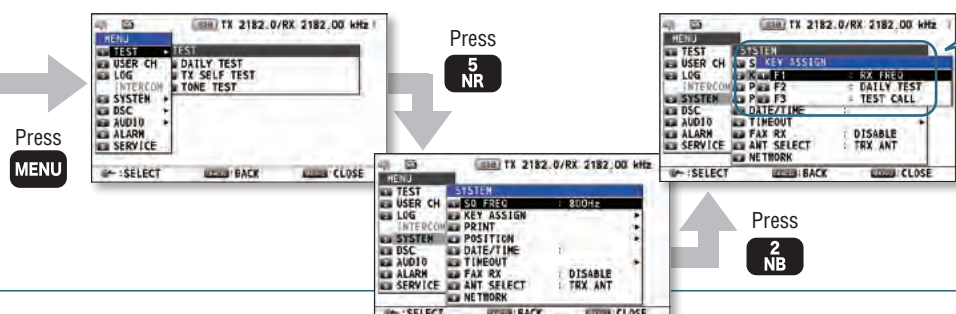 Press
MENU
TX 2182.0/RX 2182.00 kHz
MENU
TEST
USER CH
LOG
INTERCOM
SYSTEM
DSC
AUDIO
ALARM
SERVICE
TEST
DAILY TEST
TX SELF TEST
TONE TEST
:SELECT :BACK :CLOSE
Press
5
NR
TX 2182.0/RX 2182.00 kHz
MENU
TEST
USER CH
LOG
INTERCOM
SYSTEM
DSC
AUDIO
ALARM
SERVICE
SYSTEM
SQ FREQ : 800Hz
KEY ASSIGN
PRINT
POSITION
DATE/TIME :
TIMEOUT
FAX RX : DISABLE
ANT SELECT : TRX ANT
NETWORK
:SELECT :BACK :CLOSE
Press
2
NB
TX 2182.0/RX 2182.00 kHz
MENU
TEST
USER CH
LOG
INTERCOM
SYSTEM
DSC
AUDIO
ALARM
SERVICE
SYSTEM
S
K
P
P
KEY ASSIGN
F1 : RX FREQ
F2 : DAILY TEST
F3 : TEST CALL
DATE/TIME :
TIMEOUT
FAX RX : DISABLE
ANT SELECT : TRX ANT
NETWORK
:SELECT :BACK :CLOSE